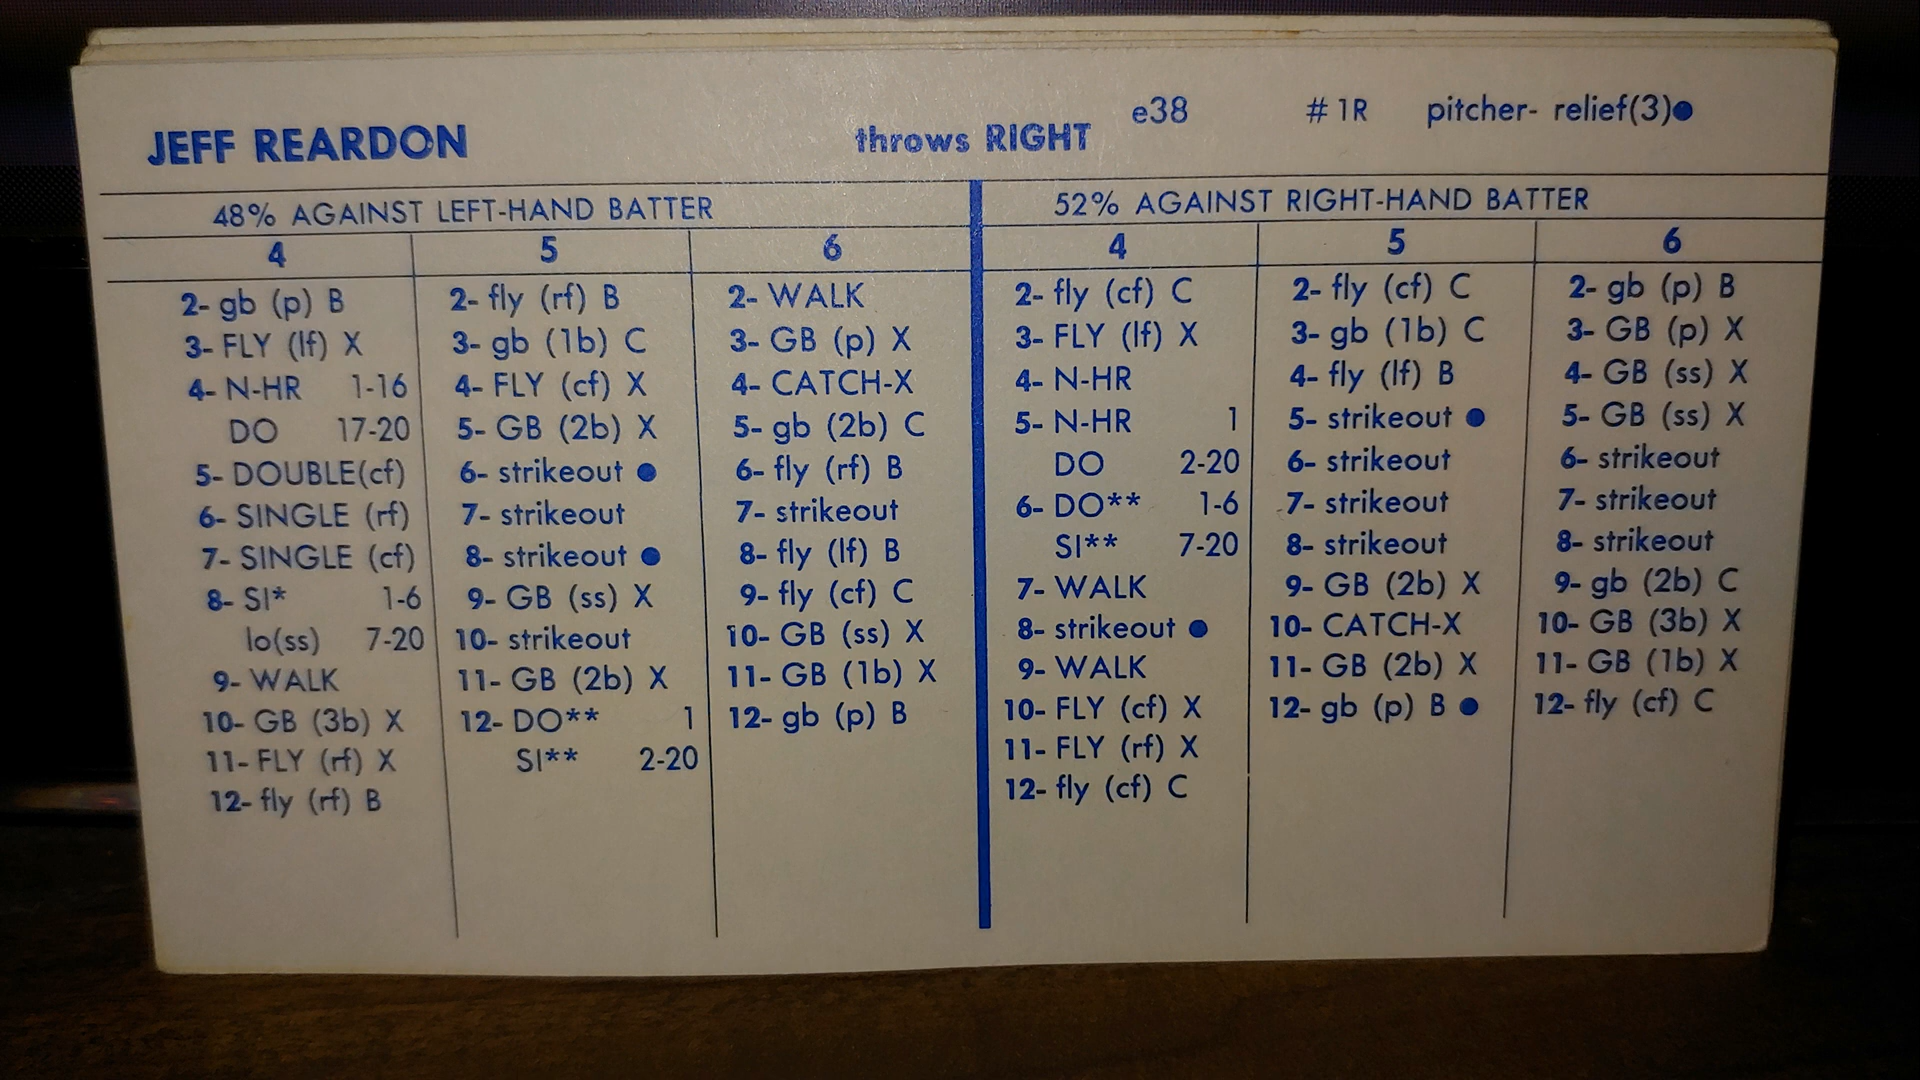 JEFF REARDON throws RIGHT e38 # 1R pitcher- relief(3)●
48% AGAINST LEFT-HAND BATTER
4 5 6
2- gb (p) B
3- FLY (lf) X
4- N-HR 1-16
DO 17-20
5- DOUBLE(cf)
6- SINGLE (rf)
7- SINGLE (cf)
8- SI* 1-6
lo(ss) 7-20
9- WALK
10- GB (3b) X
11- FLY (rf) X
12- fly (rf) B
2- fly (rf) B
3- gb (1b) C
4- FLY (cf) X
5- GB (2b) X
6- strikeout ●
7- strikeout
8- strikeout ●
9- GB (ss) X
10- strikeout
11- GB (2b) X
12- DO** 1
SI** 2-20
2- WALK
3- GB (p) X
4- CATCH-X
5- gb (2b) C
6- fly (rf) B
7- strikeout
8- fly (lf) B
9- fly (cf) C
10- GB (ss) X
11- GB (1b) X
12- gb (p) B
52% AGAINST RIGHT-HAND BATTER
4 5 6
2- fly (cf) C
3- FLY (lf) X
4- N-HR
5- N-HR 1
DO 2-20
6- DO** 1-6
SI** 7-20
7- WALK
8- strikeout ●
9- WALK
10- FLY (cf) X
11- FLY (rf) X
12- fly (cf) C
2- fly (cf) C
3- gb (1b) C
4- fly (lf) B
5- strikeout ●
6- strikeout
7- strikeout
8- strikeout
9- GB (2b) X
10- CATCH-X
11- GB (2b) X
12- gb (p) B ●
2- gb (p) B
3- GB (p) X
4- GB (ss) X
5- GB (ss) X
6- strikeout
7- strikeout
8- strikeout
9- gb (2b) C
10- GB (3b) X
11- GB (1b) X
12- fly (cf) C